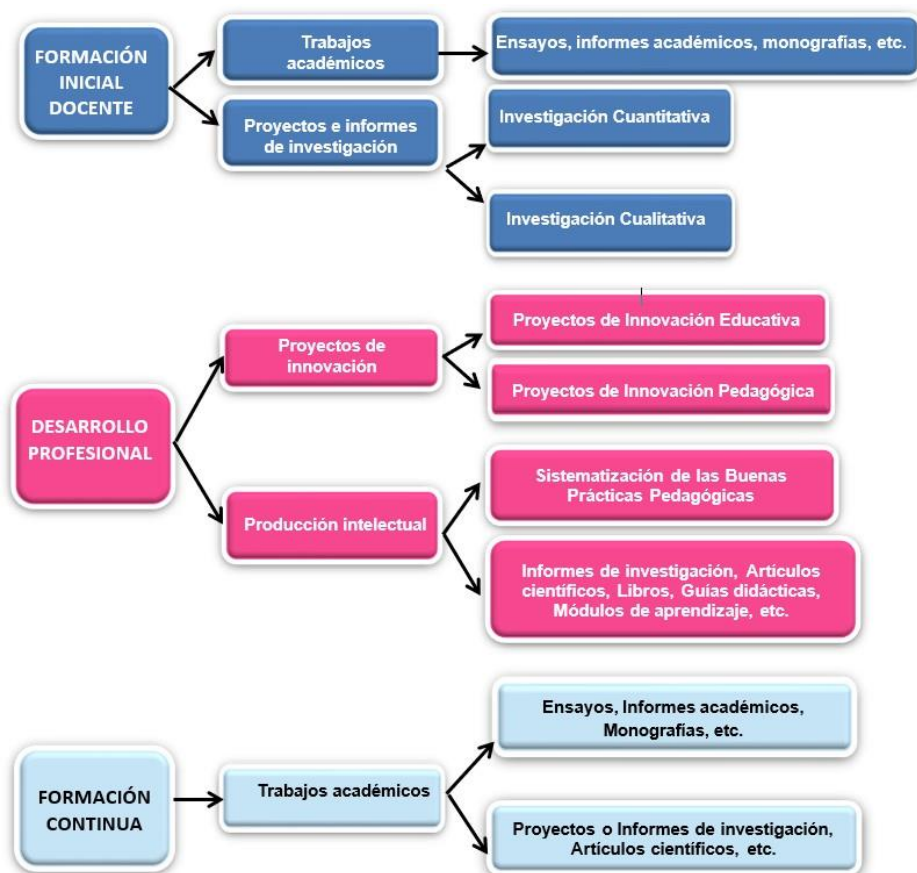 FORMACIÓN
INICIAL
DOCENTE
Trabajos
académicos
Ensayos, informes académicos, monografías, etc.
Proyectos e informes
de investigación
Investigación Cuantitativa
Investigación Cualitativa
DESARROLLO
PROFESIONAL
Proyectos de
innovación
Proyectos de Innovación Educativa
Proyectos de Innovación Pedagógica
Producción intelectual
Sistematización de las Buenas
Prácticas Pedagógicas
Informes de investigación, Artículos
científicos, Libros, Guías didácticas,
Módulos de aprendizaje, etc.
FORMACIÓN
CONTINUA
Trabajos académicos
Ensayos, Informes académicos,
Monografías, etc.
Proyectos o Informes de investigación,
Artículos científicos, etc.